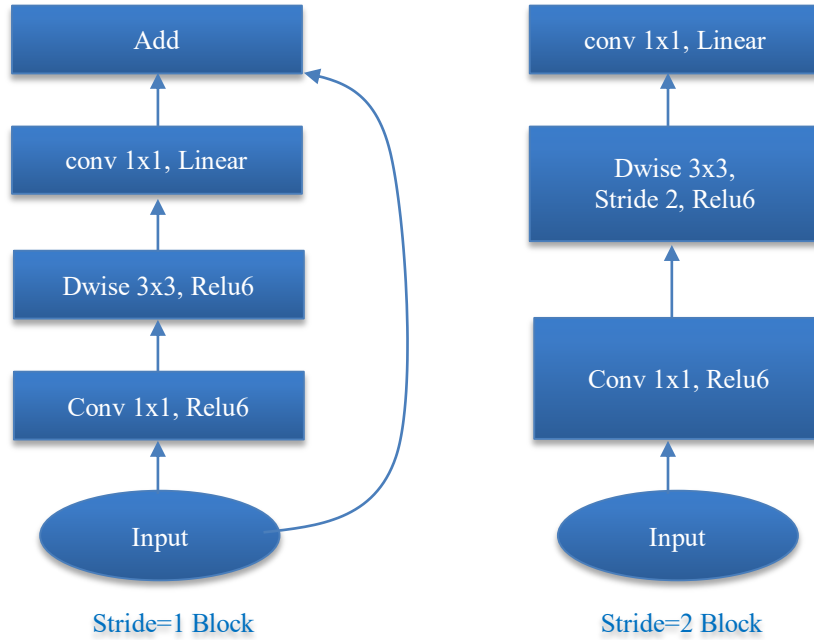 Add
conv 1x1, Linear
Dwise 3x3, Relu6
Conv 1x1, Relu6
Input
Stride=1 Block
conv 1x1, Linear
Dwise 3x3,
Stride 2, Relu6
Conv 1x1, Relu6
Input
Stride=2 Block